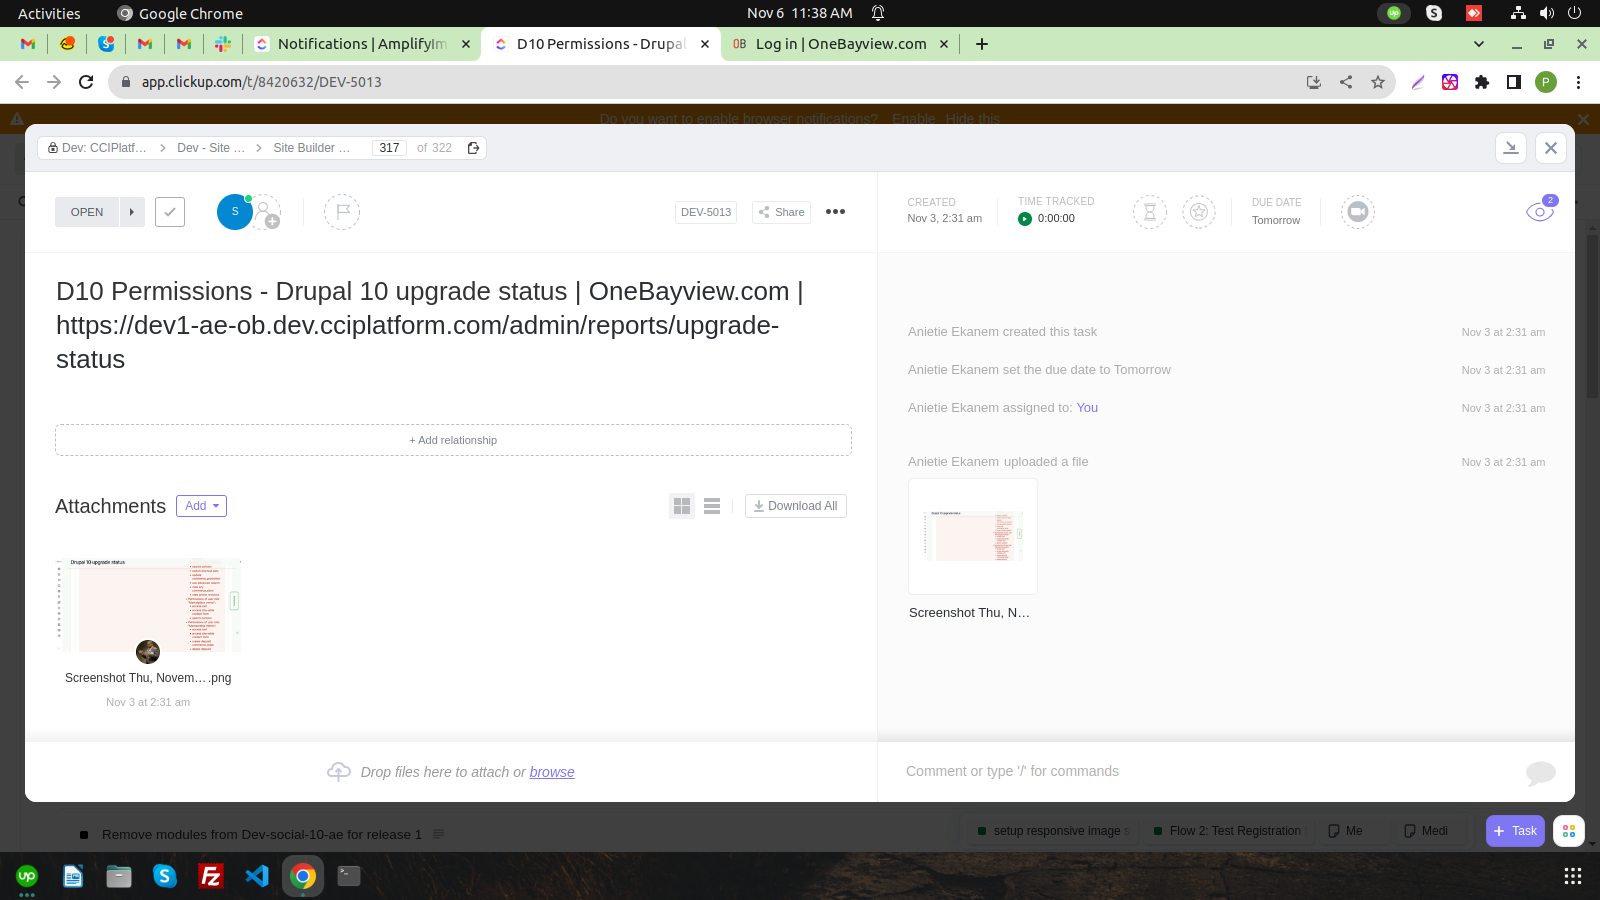 Activities
Google Chrome
Nov 6 11:38 AM
Notifications | AmplifyIm
D10 Permissions - Drupal
Log in | OneBayview.com
app.clickup.com/t/8420632/DEV-5013
P
Do you want to enable browser notifications? Enable Hide this
Dev: CCIPlatf...
Dev - Site ...
Site Builder ...
317 of 322
OPEN
S
DEV-5013
Share
CREATED
Nov 3, 2:31 am
TIME TRACKED
0:00:00
DUE DATE
Tomorrow
2
D10 Permissions - Drupal 10 upgrade status | OneBayview.com |
https://dev1-ae-ob.dev.cciplatform.com/admin/reports/upgrade-
status
+ Add relationship
Attachments
Add
Download All
Drupal 10 upgrade status
Screenshot Thu, Novem... .png
Nov 3 at 2:31 am
Drop files here to attach or browse
Anietie Ekanem created this task
Nov 3 at 2:31 am
Anietie Ekanem set the due date to Tomorrow
Nov 3 at 2:31 am
Anietie Ekanem assigned to: You
Nov 3 at 2:31 am
Anietie Ekanem uploaded a file
Nov 3 at 2:31 am
Screenshot Thu, N...
Comment or type '/' for commands
Remove modules from Dev-social-10-ae for release 1
setup responsive image s
Flow 2: Test Registration
Me
Medi
+ Task